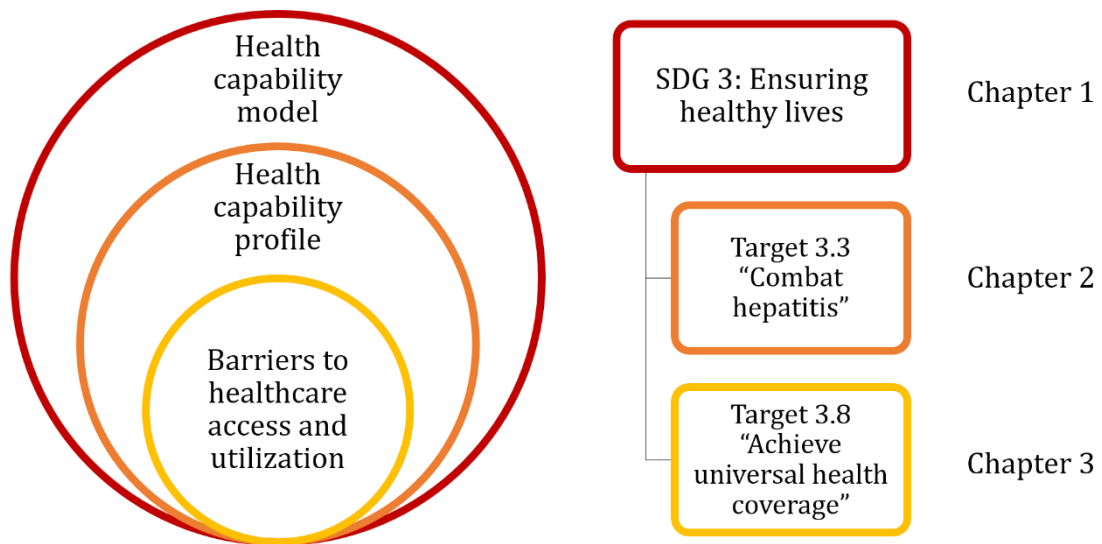 Health
capability
model
Health
capability
profile
Barriers to
healthcare
access and
utilization
SDG 3: Ensuring
healthy lives
Chapter 1
Target 3.3
“Combat
hepatitis”
Chapter 2
Target 3.8
“Achieve
universal health
coverage”
Chapter 3